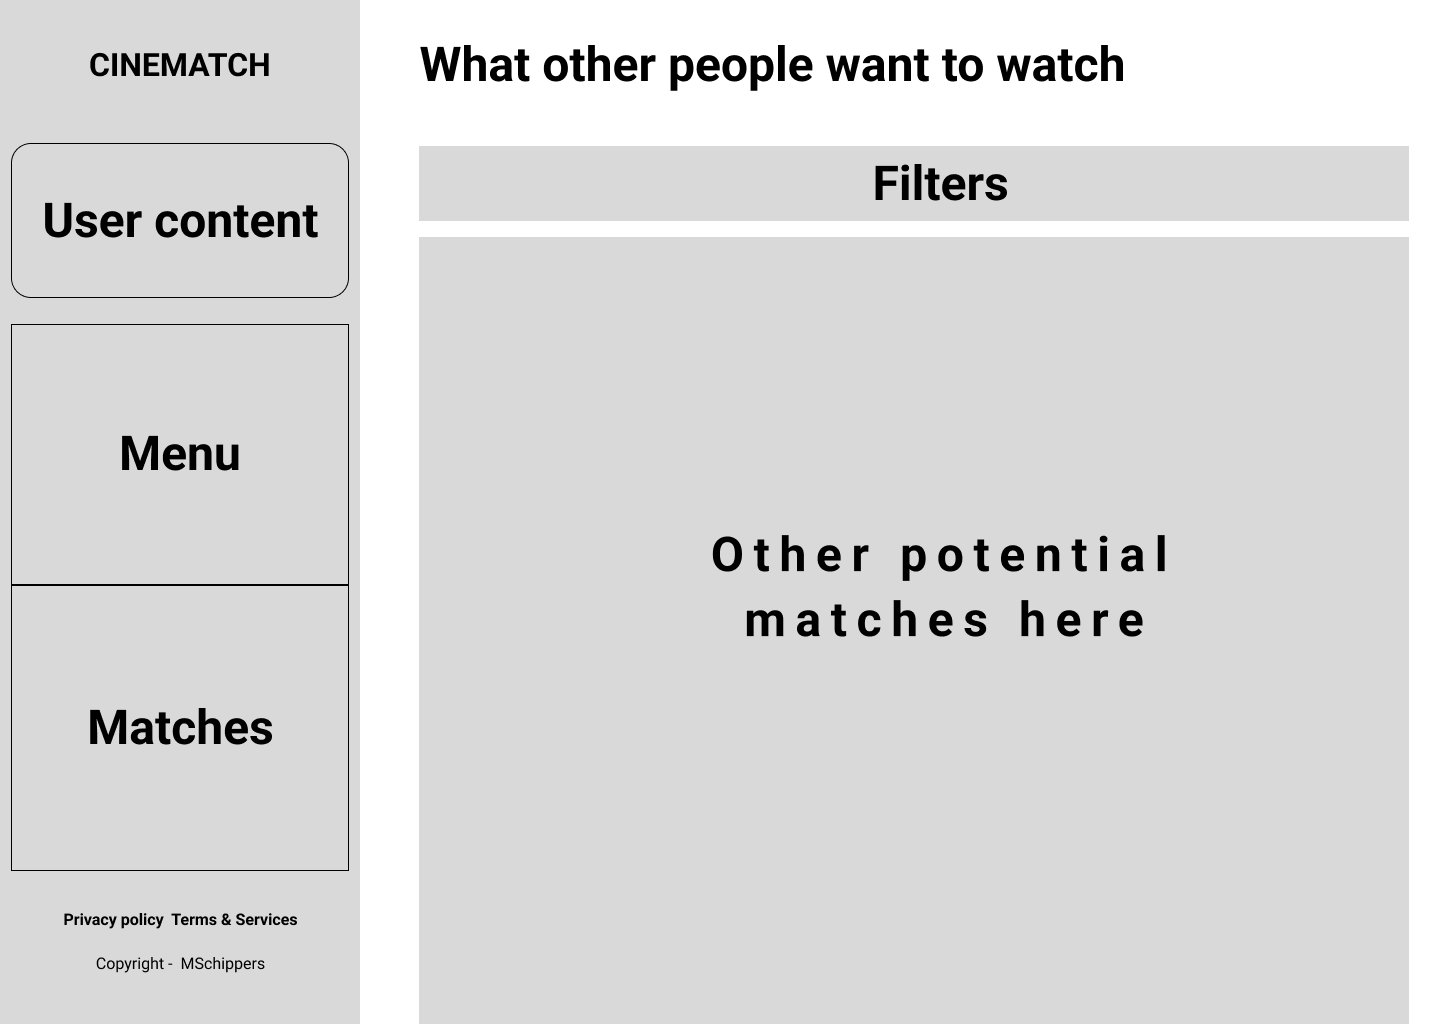 CINEMATCH
User content
Menu
Matches
Privacy policy Terms & Services
Copyright - MSchippers
What other people want to watch
Filters
Other potential
matches here